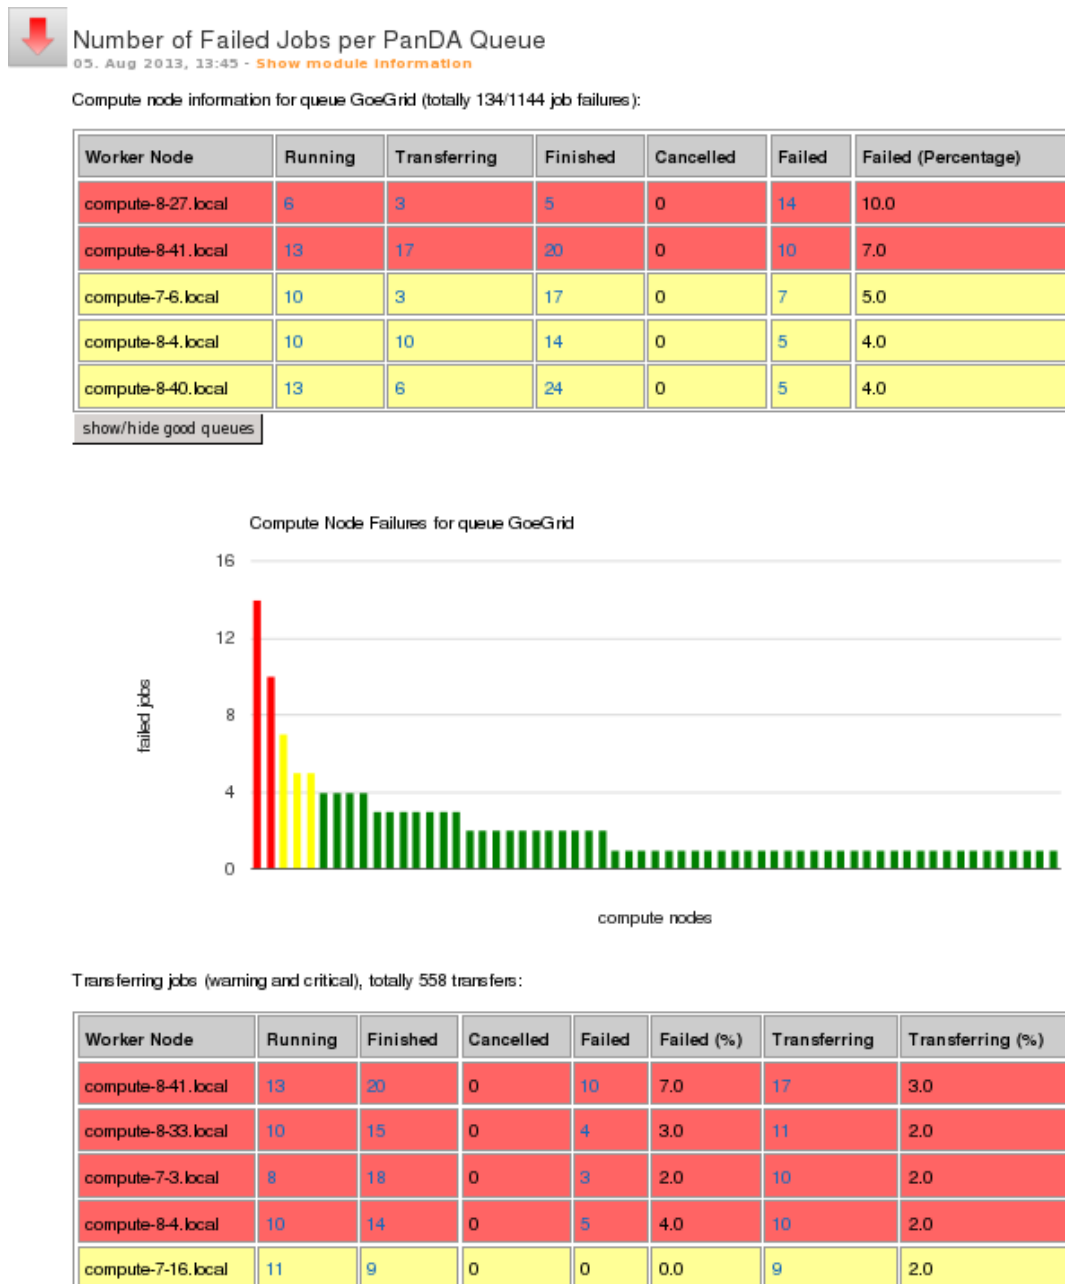 Number of Failed Jobs per PanDA Queue
05. Aug 2013, 13:45 - Show module information
Compute node information for queue GoeGrid (totally 134/1144 job failures):
Worker Node Running Transferring Finished Cancelled Failed Failed (Percentage)
compute-8-27.local 6 3 5 0 14 10.0
compute-8-41.local 13 17 20 0 10 7.0
compute-7-6.local 10 3 17 0 7 5.0
compute-8-4.local 10 10 14 0 5 4.0
compute-8-40.local 13 6 24 0 5 4.0
show/hide good queues
Compute Node Failures for queue GoeGrid
16
12
8
4
0
failed jobs
compute nodes
Transferring jobs (warning and critical), totally 558 transfers:
Worker Node Running Finished Cancelled Failed Failed (%) Transferring Transferring (%)
compute-8-41.local 13 20 0 10 7.0 17 3.0
compute-8-33.local 10 15 0 4 3.0 11 2.0
compute-7-3.local 8 18 0 3 2.0 10 2.0
compute-8-4.local 10 14 0 5 4.0 10 2.0
compute-7-16.local 11 9 0 0 0.0 9 2.0